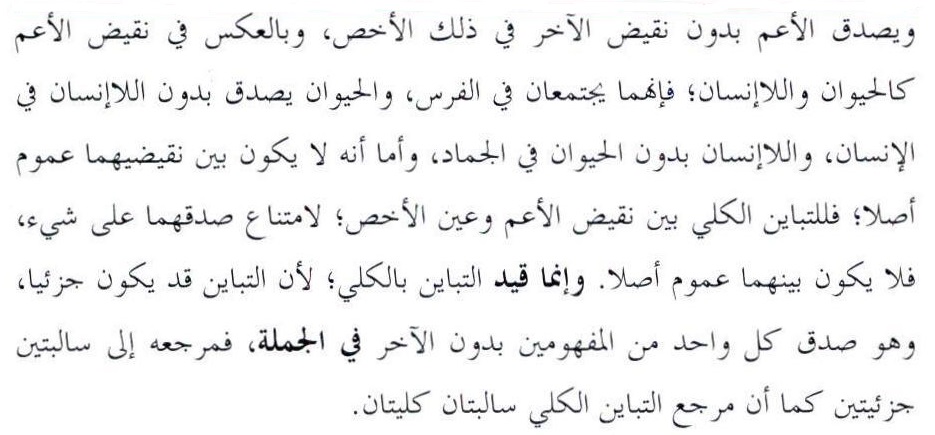 ويصدق الأعم بدون نقيض الآخر في ذلك الأخص، وبالعكس في نقيض الأعم
كالحيوان واللاإنسان؛ فإنهما يجتمعان في الفرس، والحيوان يصدق بدون اللاإنسان في
الإنسان، واللاإنسان بدون الحيوان في الجماد، وأما أنه لا يكون بين نقيضيهما عموم
أصلا؛ فللتباين الكلي بين نقيض الأعم وعين الأخص؛ لامتناع صدقهما على شيء،
فلا يكون بينهما عموم أصلا. وإنما قيد التباين بالكلي؛ لأن التباين قد يكون جزئيا،
وهو صدق كل واحد من المفهومين بدون الآخر في الجملة، فمرجعه إلى سالبتين
جزئيتين كما أن مرجع التباين الكلي سالبتان كليتان.